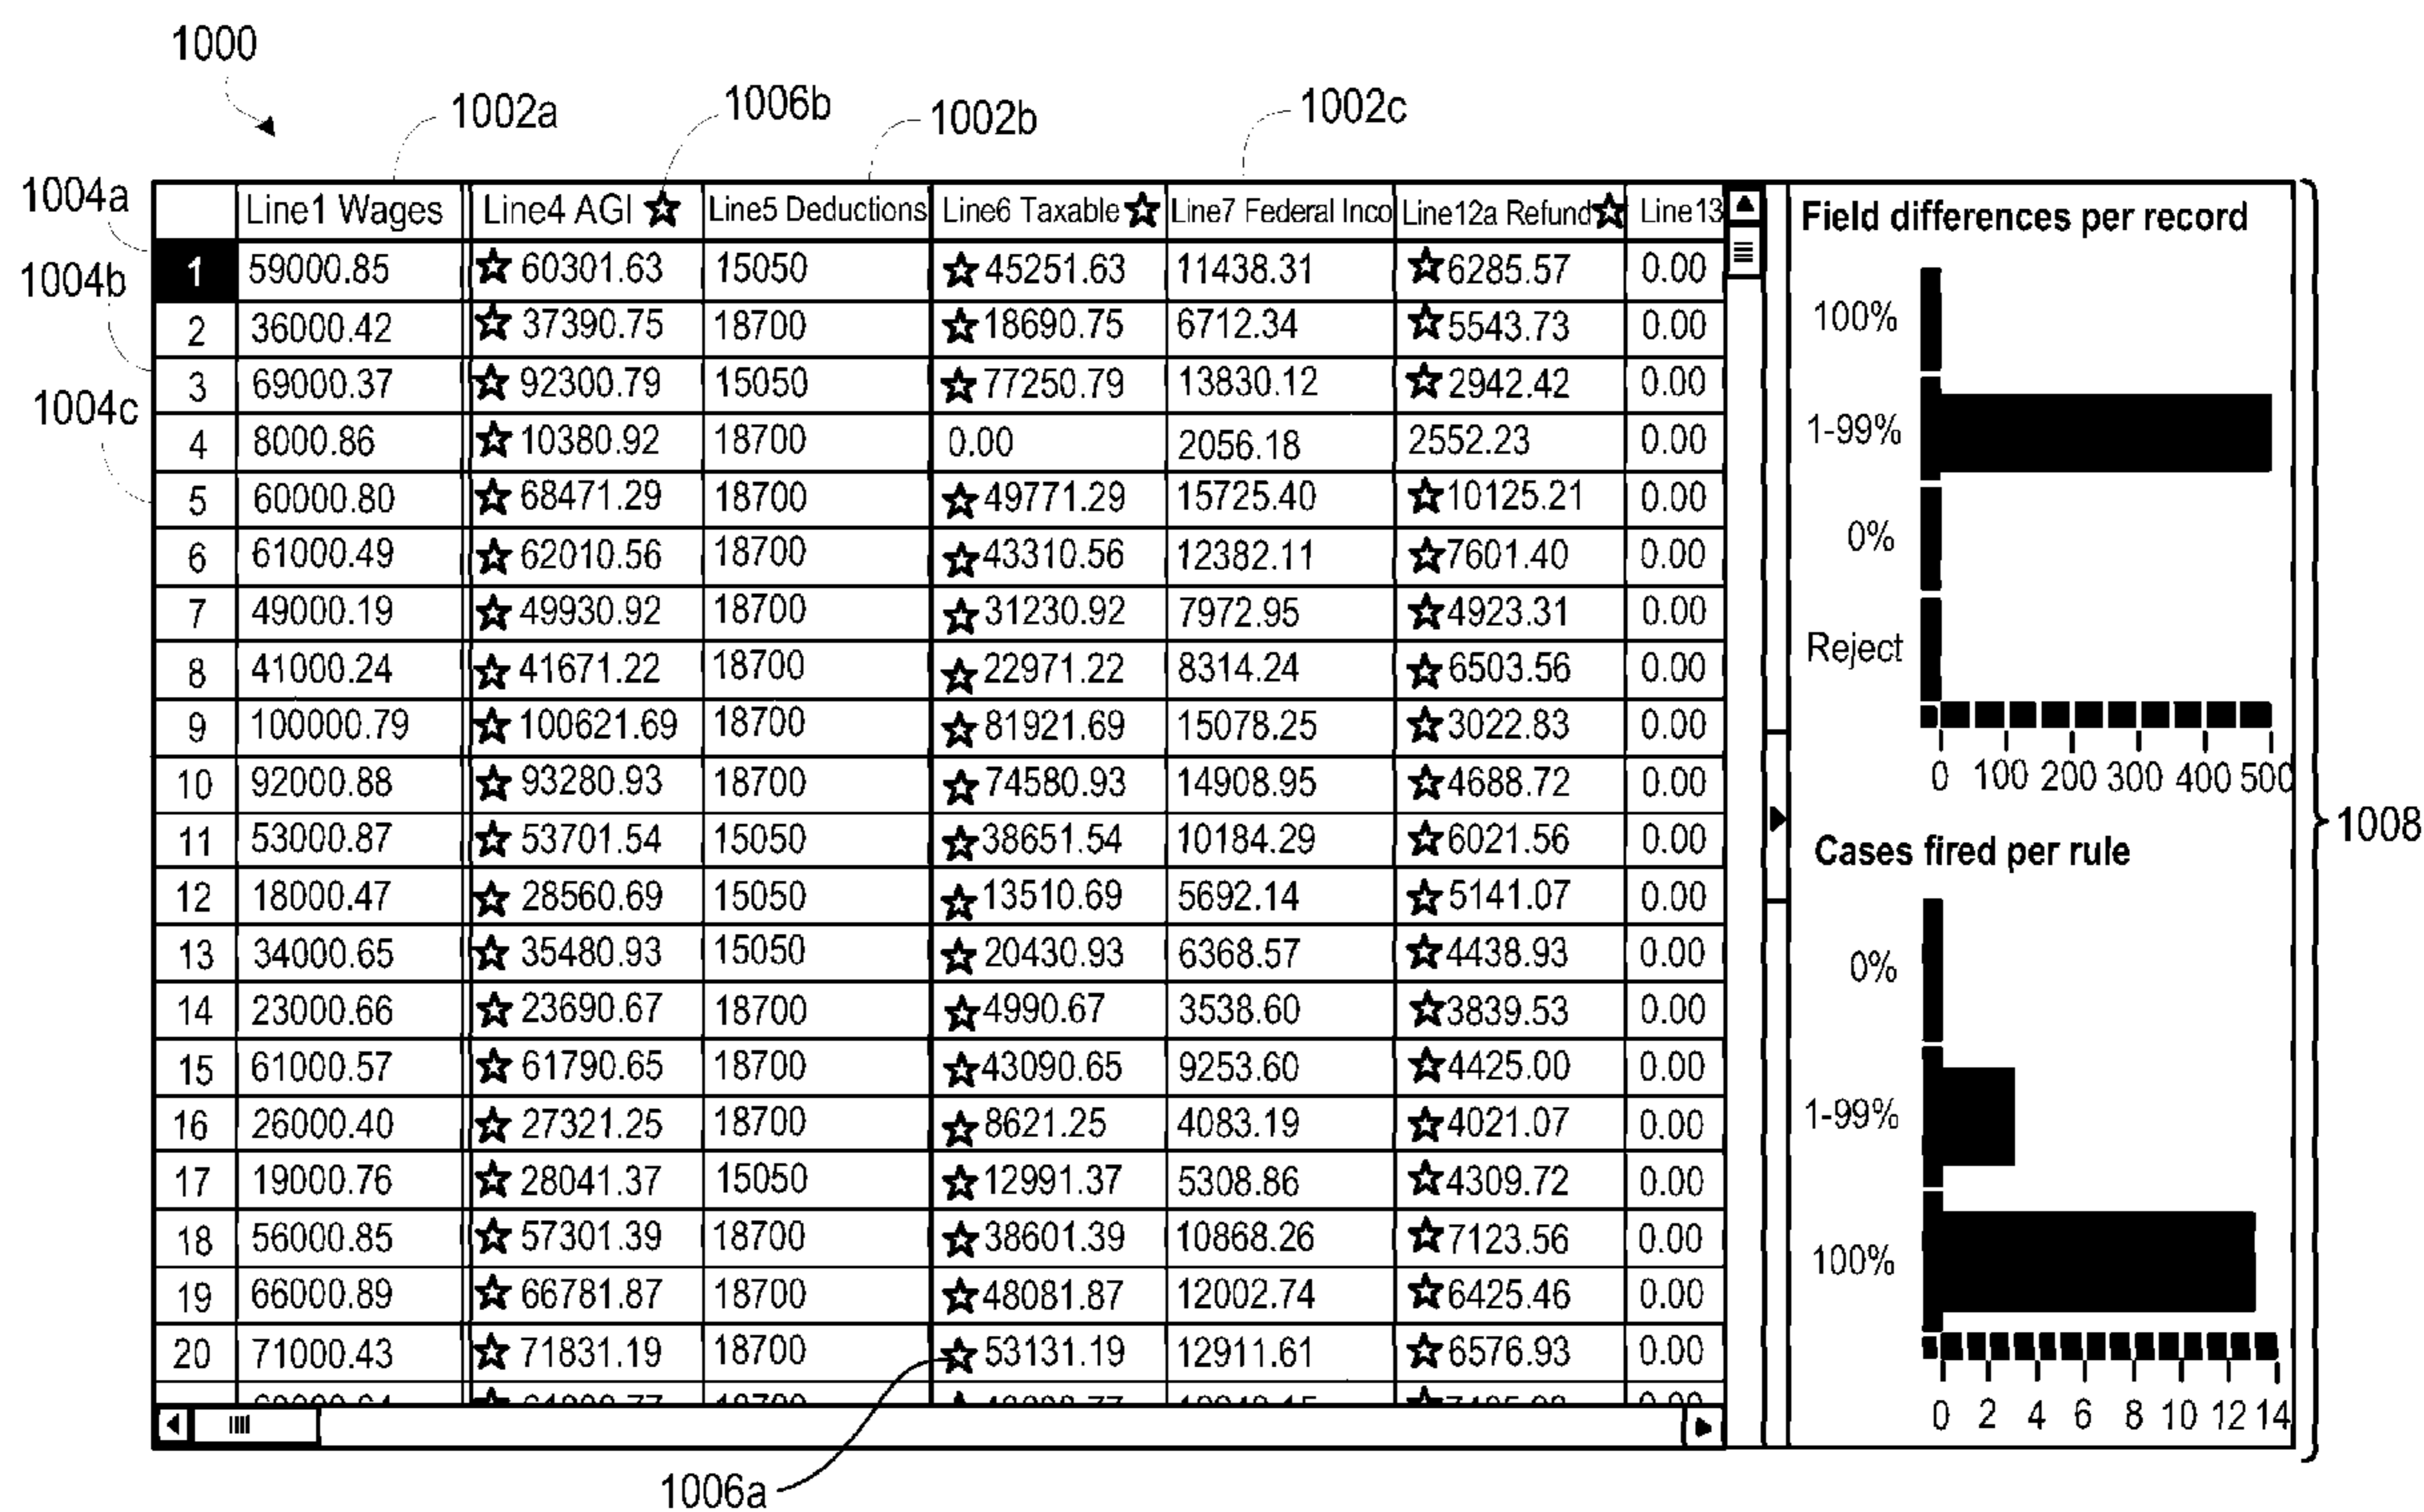 1000
1002a
1006b
1002b
1002c
1004a
1004b
1004c
Line1 Wages Line4 AGI ☆ Line5 Deductions Line6 Taxable ☆ Line7 Federal Inco Line12a Refund ☆ Line13
1 59000.85 ☆ 60301.63 15050 ☆ 45251.63 11438.31 ☆ 6285.57 0.00
2 36000.42 ☆ 37390.75 18700 ☆ 18690.75 6712.34 ☆ 5543.73 0.00
3 69000.37 ☆ 92300.79 15050 ☆ 77250.79 13830.12 ☆ 2942.42 0.00
4 8000.86 ☆ 10380.92 18700 0.00 2056.18 2552.23 0.00
5 60000.80 ☆ 68471.29 18700 ☆ 49771.29 15725.40 ☆ 10125.21 0.00
6 61000.49 ☆ 62010.56 18700 ☆ 43310.56 12382.11 ☆ 7601.40 0.00
7 49000.19 ☆ 49930.92 18700 ☆ 31230.92 7972.95 ☆ 4923.31 0.00
8 41000.24 ☆ 41671.22 18700 ☆ 22971.22 8314.24 ☆ 6503.56 0.00
9 100000.79 ☆ 100621.69 18700 ☆ 81921.69 15078.25 ☆ 3022.83 0.00
10 92000.88 ☆ 93280.93 18700 ☆ 74580.93 14908.95 ☆ 4688.72 0.00
11 53000.87 ☆ 53701.54 15050 ☆ 38651.54 10184.29 ☆ 6021.56 0.00
12 18000.47 ☆ 28560.69 15050 ☆ 13510.69 5692.14 ☆ 5141.07 0.00
13 34000.65 ☆ 35480.93 15050 ☆ 20430.93 6368.57 ☆ 4438.93 0.00
14 23000.66 ☆ 23690.67 18700 ☆ 4990.67 3538.60 ☆ 3839.53 0.00
15 61000.57 ☆ 61790.65 18700 ☆ 43090.65 9253.60 ☆ 4425.00 0.00
16 26000.40 ☆ 27321.25 18700 ☆ 8621.25 4083.19 ☆ 4021.07 0.00
17 19000.76 ☆ 28041.37 15050 ☆ 12991.37 5308.86 ☆ 4309.72 0.00
18 56000.85 ☆ 57301.39 18700 ☆ 38601.39 10868.26 ☆ 7123.56 0.00
19 66000.89 ☆ 66781.87 18700 ☆ 48081.87 12002.74 ☆ 6425.46 0.00
20 71000.43 ☆ 71831.19 18700 ☆ 53131.19 12911.61 ☆ 6576.93 0.00
1006a
Field differences per record
100%
1-99%
0%
Reject
0 100 200 300 400 500
Cases fired per rule
0%
1-99%
100%
0 2 4 6 8 10 12 14
1008